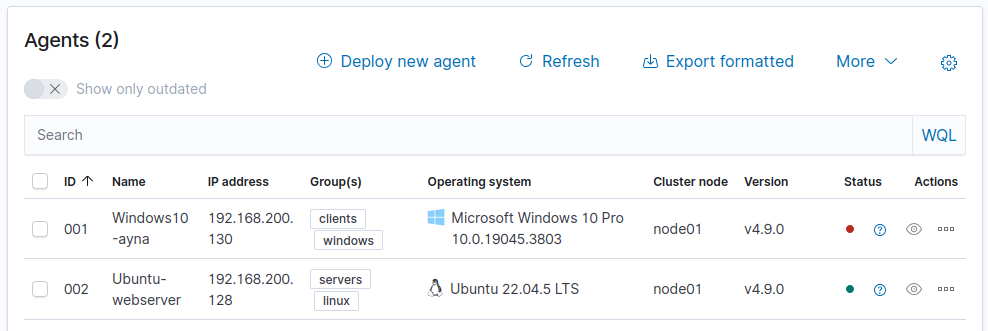 Agents (2)
Deploy new agent Refresh Export formatted More
Show only outdated
Search WQL
ID Name IP address Group(s) Operating system Cluster node Version Status Actions
001 Windows10
-ayna 192.168.200.
130 clients
windows Microsoft Windows 10 Pro
10.0.19045.3803 node01 v4.9.0
002 Ubuntu-
webserver 192.168.200.
128 servers
linux Ubuntu 22.04.5 LTS node01 v4.9.0